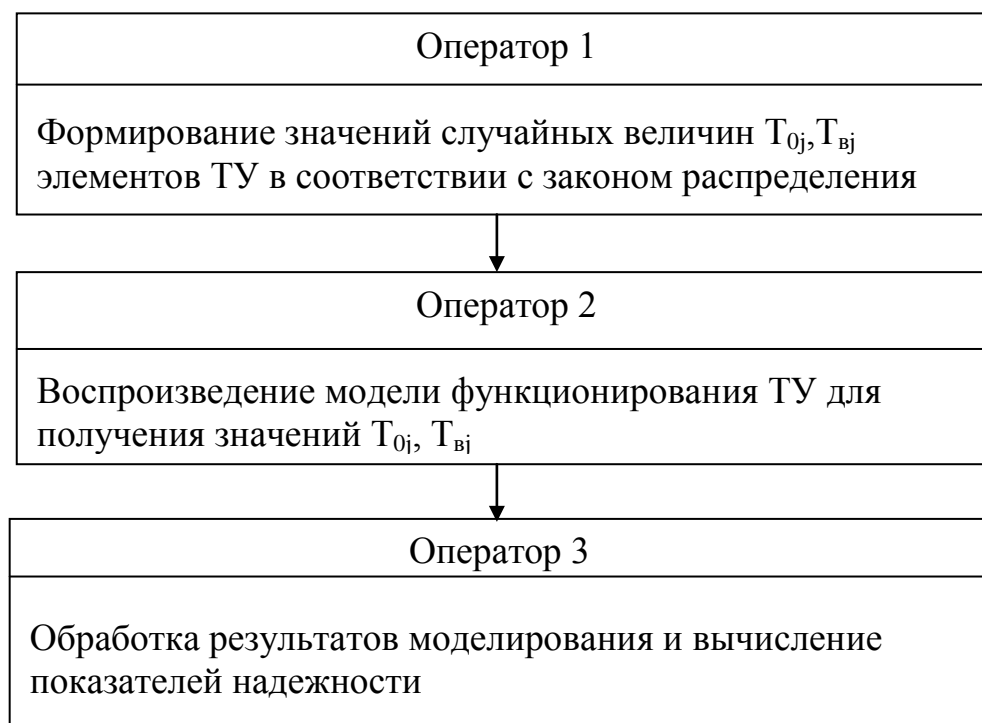 Оператор 1
Формирование значений случайных величин T₀ⱼ,Tвⱼ
элементов ТУ в соответствии с законом распределения
Оператор 2
Воспроизведение модели функционирования ТУ для
получения значений T₀ⱼ, Tвⱼ
Оператор 3
Обработка результатов моделирования и вычисление
показателей надежности